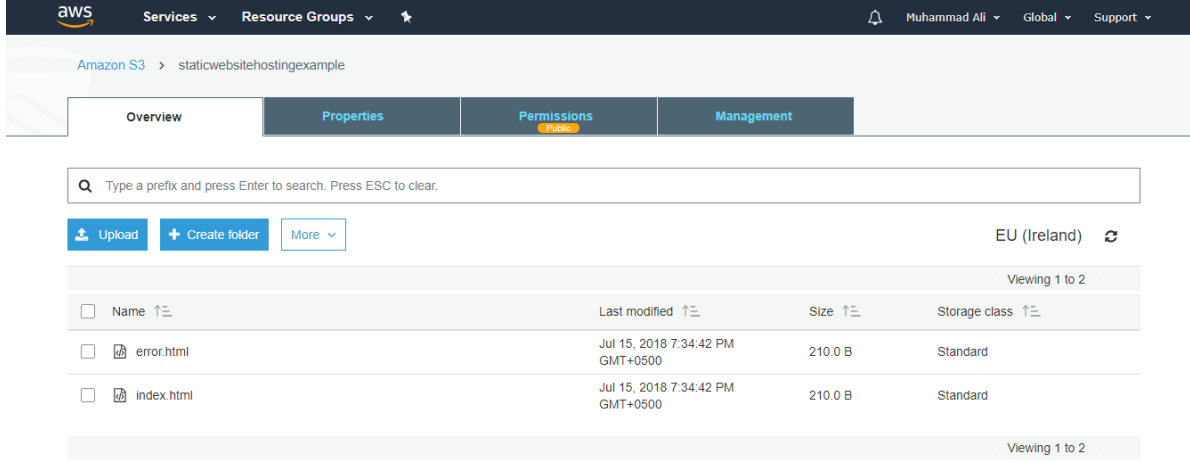 aws Services Resource Groups Muhammad Ali Global Support
Amazon S3 > staticwebsitehostingexample
Overview Properties Permissions Management
Public
Type a prefix and press Enter to search. Press ESC to clear.
Upload + Create folder More EU (Ireland)
Viewing 1 to 2
Name Last modified Size Storage class
error.html Jul 15, 2018 7:34:42 PM GMT+0500 210.0 B Standard
index.html Jul 15, 2018 7:34:42 PM GMT+0500 210.0 B Standard
Viewing 1 to 2